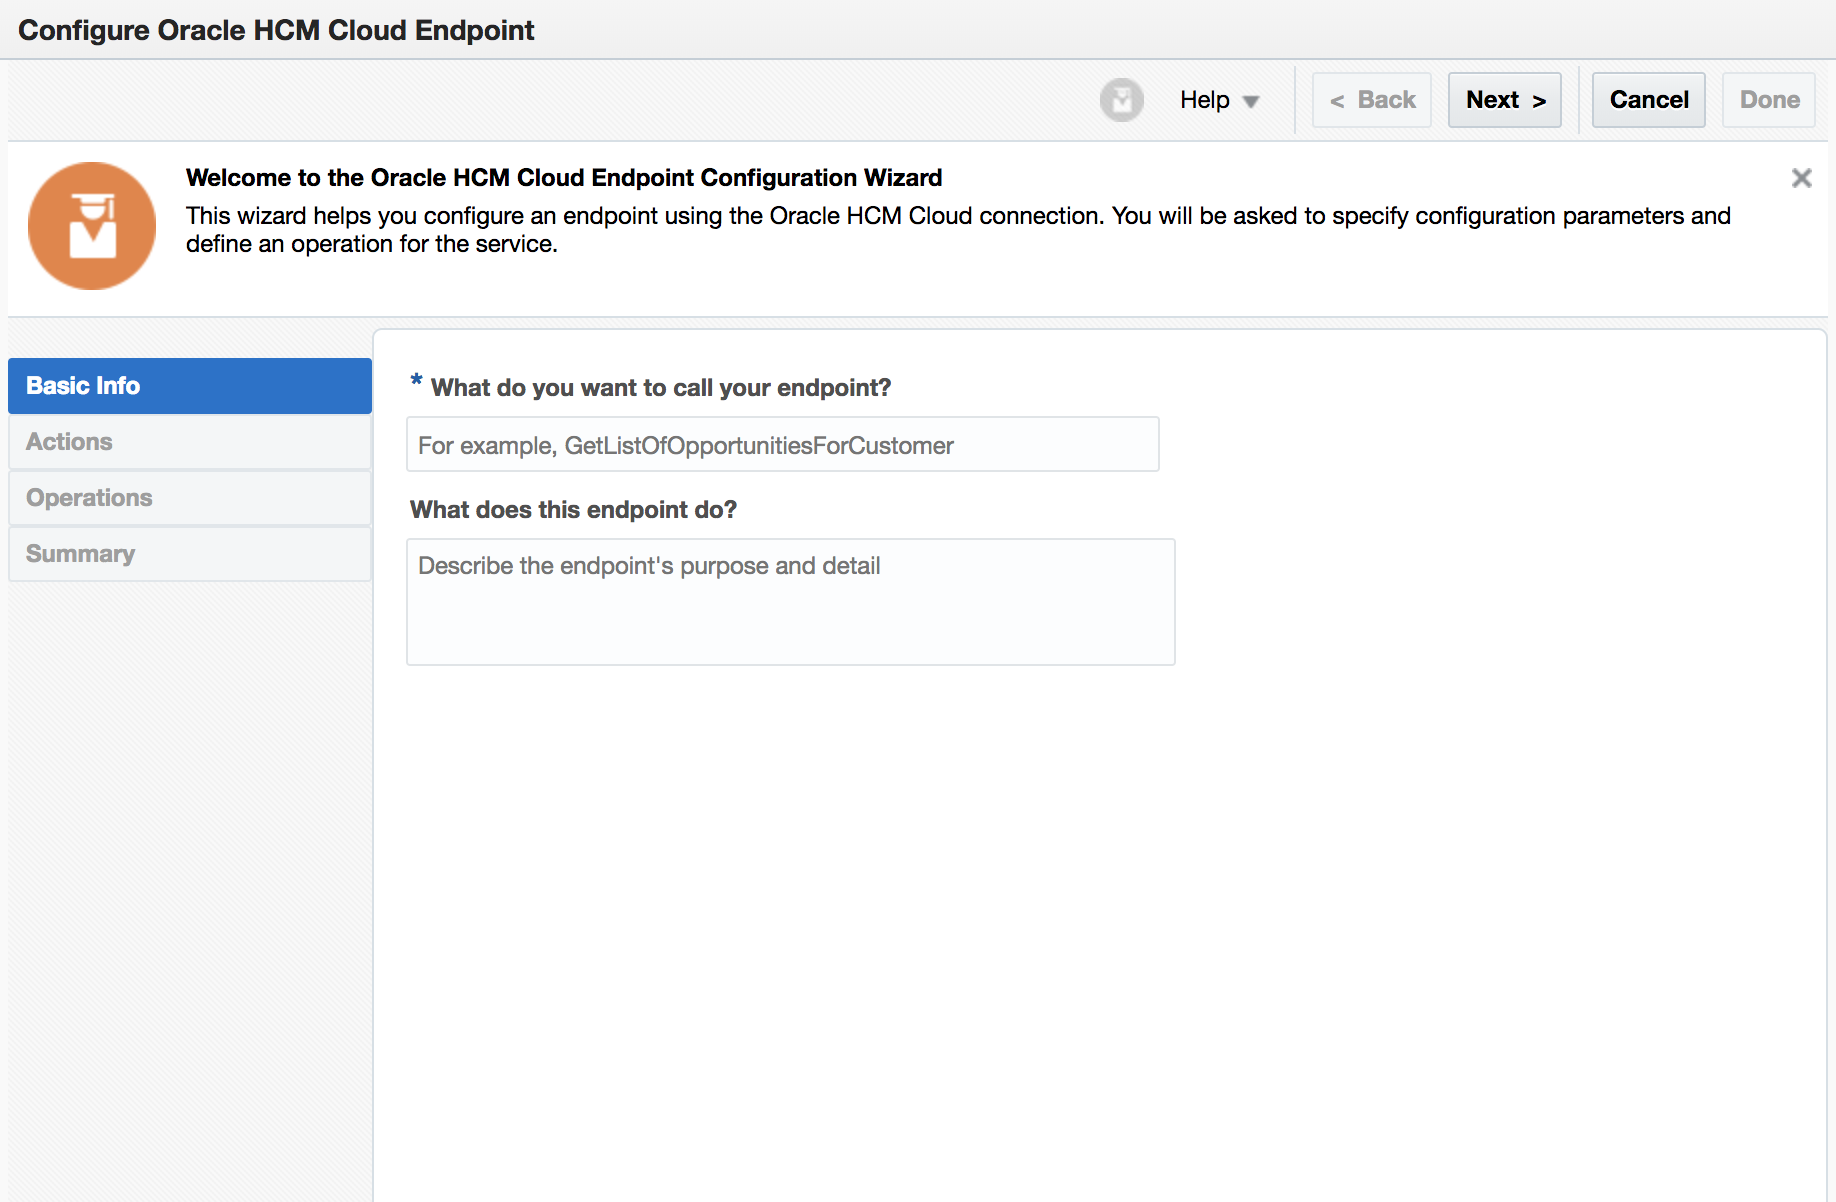 Configure Oracle HCM Cloud Endpoint
Help
< Back
Next >
Cancel
Done
Welcome to the Oracle HCM Cloud Endpoint Configuration Wizard
This wizard helps you configure an endpoint using the Oracle HCM Cloud connection. You will be asked to specify configuration parameters and
define an operation for the service.
Basic Info
Actions
Operations
Summary
* What do you want to call your endpoint?
For example, GetListOfOpportunitiesForCustomer
What does this endpoint do?
Describe the endpoint's purpose and detail